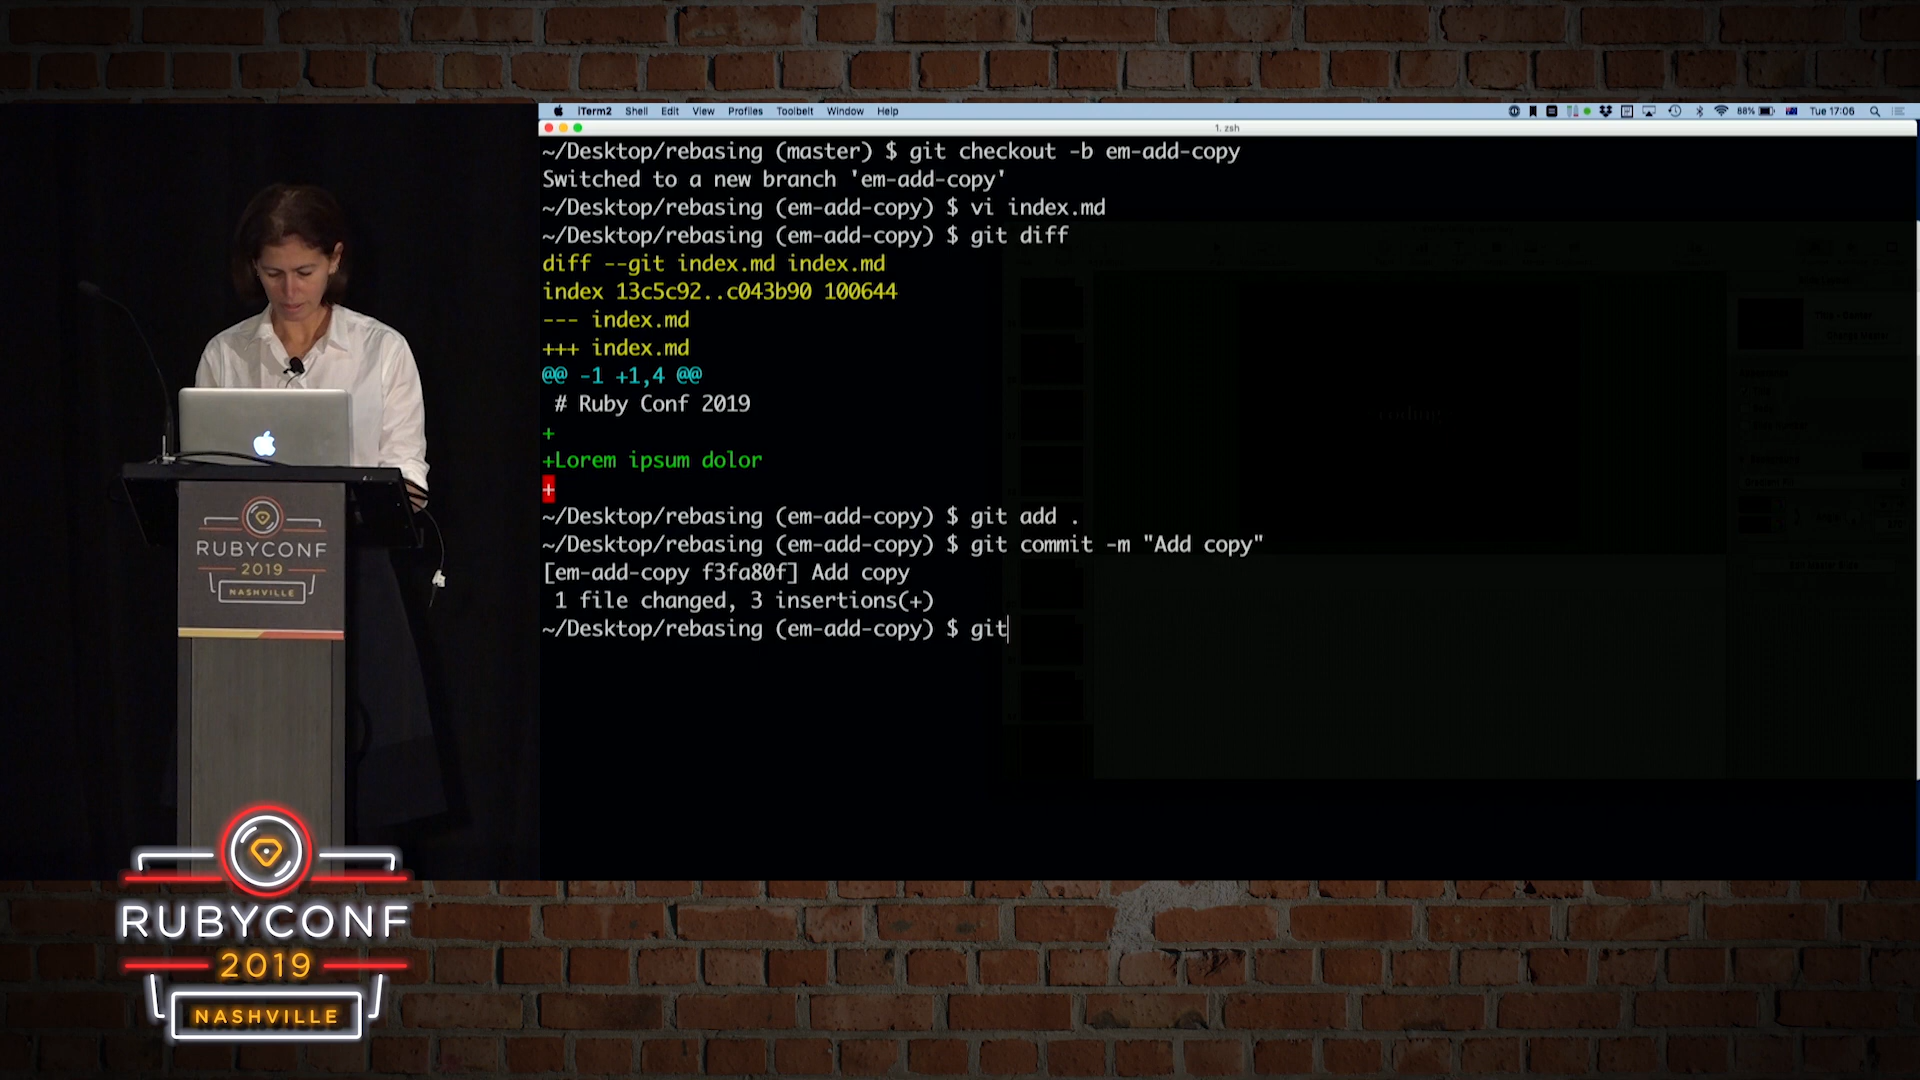 iTerm2 Shell Edit View Profiles Toolbelt Window Help
88% Tue 17:06
1. zsh
~/Desktop/rebasing (master) $ git checkout -b em-add-copy
Switched to a new branch 'em-add-copy'
~/Desktop/rebasing (em-add-copy) $ vi index.md
~/Desktop/rebasing (em-add-copy) $ git diff
diff --git index.md index.md
index 13c5c92..c043b90 100644
--- index.md
+++ index.md
@@ -1 +1,4 @@
# Ruby Conf 2019
+
+Lorem ipsum dolor
+
~/Desktop/rebasing (em-add-copy) $ git add .
~/Desktop/rebasing (em-add-copy) $ git commit -m "Add copy"
[em-add-copy f3fa80f] Add copy
1 file changed, 3 insertions(+)
~/Desktop/rebasing (em-add-copy) $ git
RUBYCONF
2019
NASHVILLE
RUBYCONF
2019
NASHVILLE